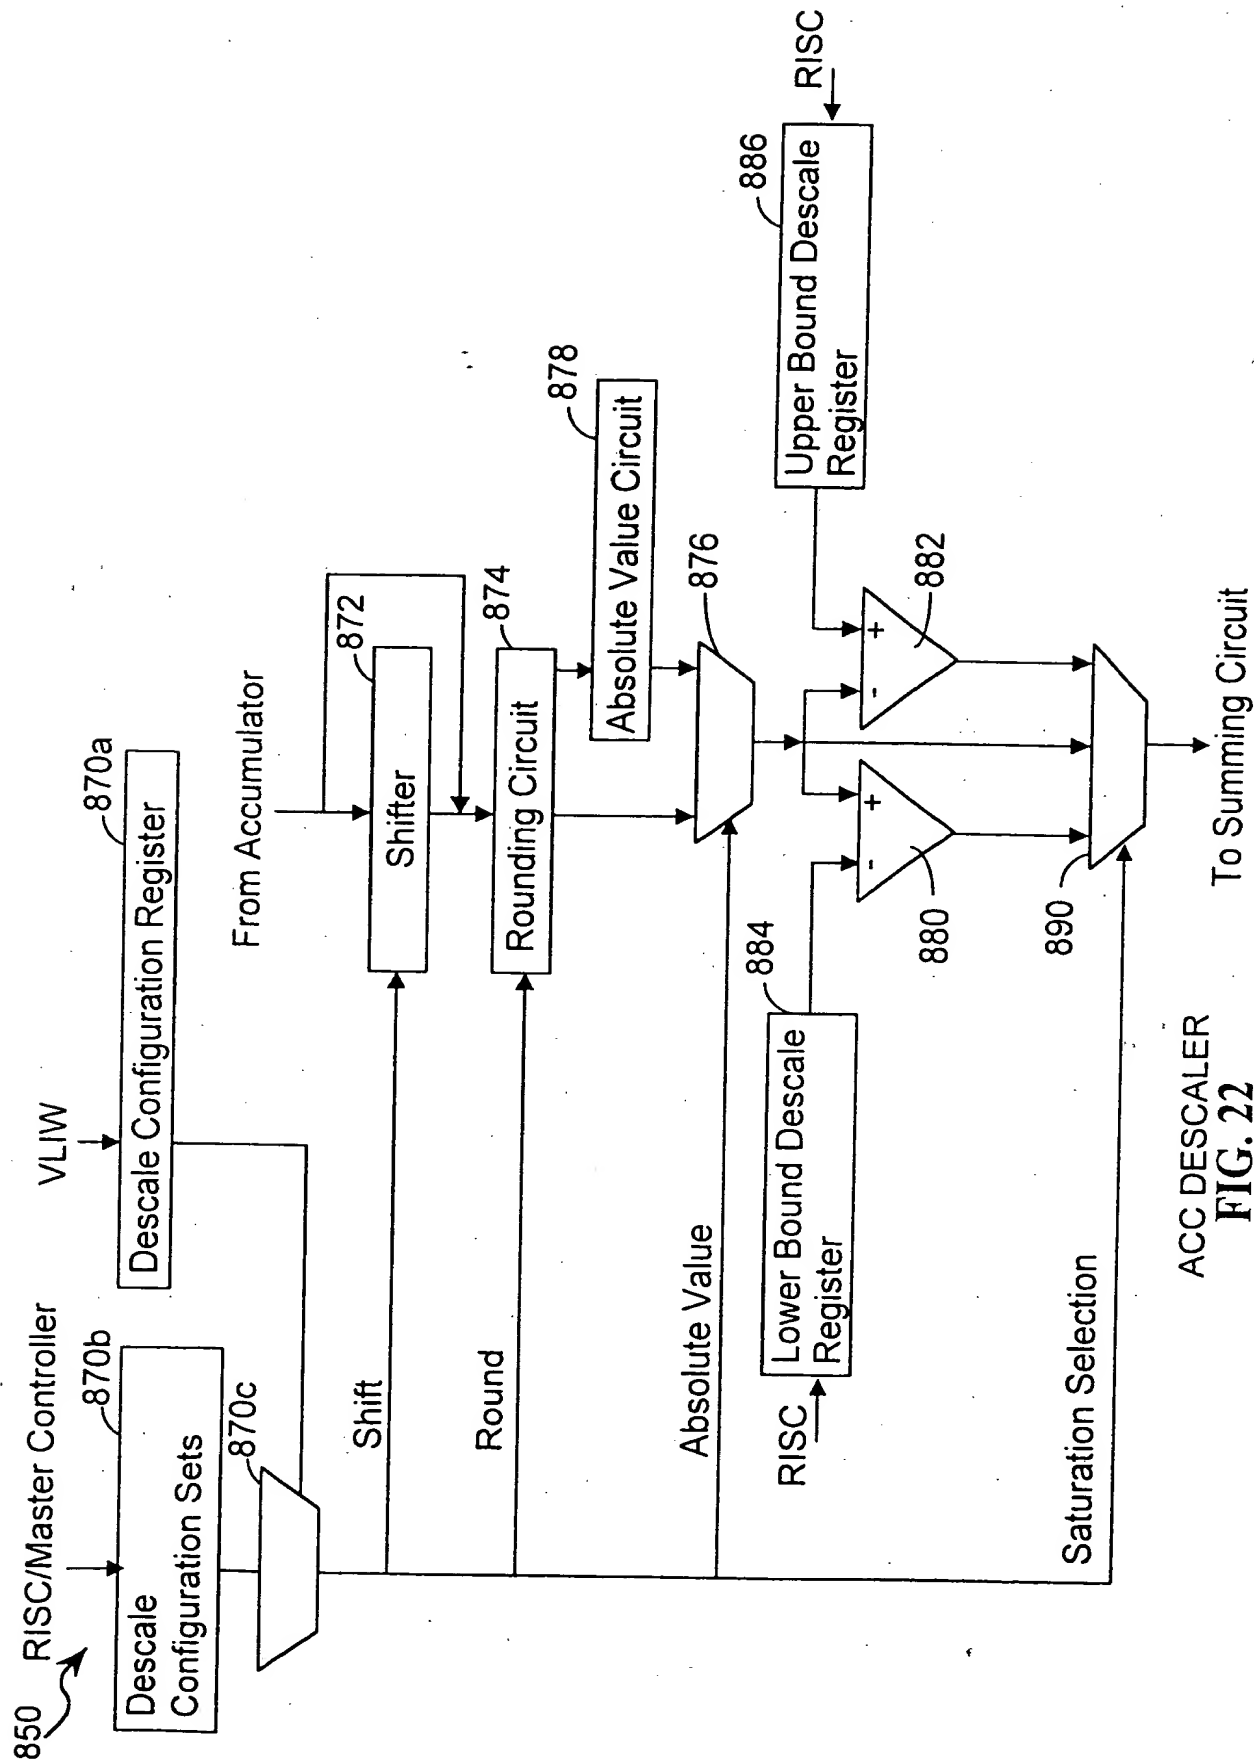 850
RISC/Master Controller
VLIW
870b
870a
Descale
Configuration Sets
Descale Configuration Register
870c
From Accumulator
Shift
872
Shifter
Round
874
Rounding Circuit
878
Absolute Value Circuit
Absolute Value
876
RISC
884
Lower Bound Descale
Register
886
Upper Bound Descale
Register
RISC
-
+
880
-
+
882
Saturation Selection
890
To Summing Circuit
ACC DESCALER
FIG. 22